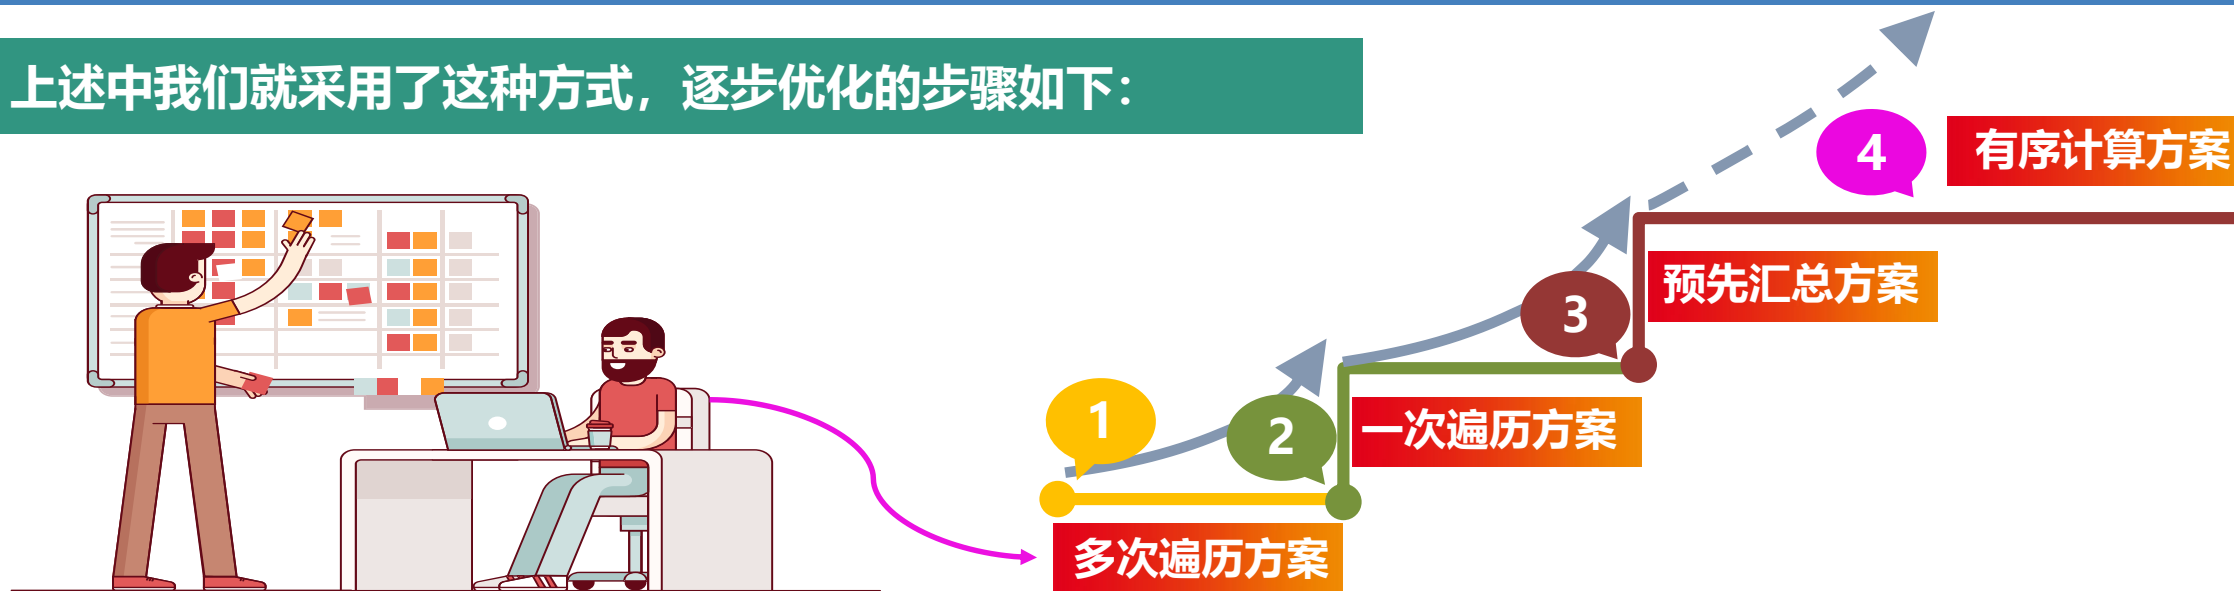 上述中我们就采用了这种方式，逐步优化的步骤如下：
4
有序计算方案
3
预先汇总方案
1
2
一次遍历方案
多次遍历方案